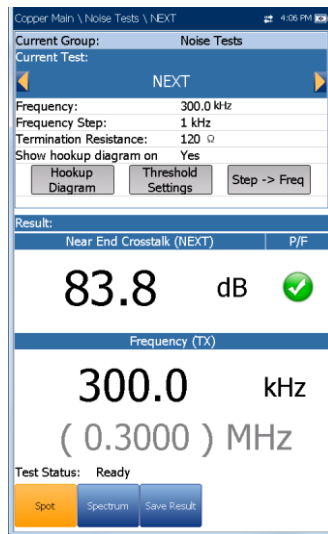 Copper Main \ Noise Tests \ NEXT 4:06 PM
Current Group: Noise Tests
Current Test:
NEXT
Frequency: 300.0 kHz
Frequency Step: 1 kHz
Termination Resistance: 120 Ω
Show hookup diagram on Yes
Hookup Diagram Threshold Settings Step -> Freq
Result:
Near End Crosstalk (NEXT) P/F
83.8 dB
Frequency (TX)
300.0 kHz
( 0.3000 ) MHz
Test Status: Ready
Spot Spectrum Save Result